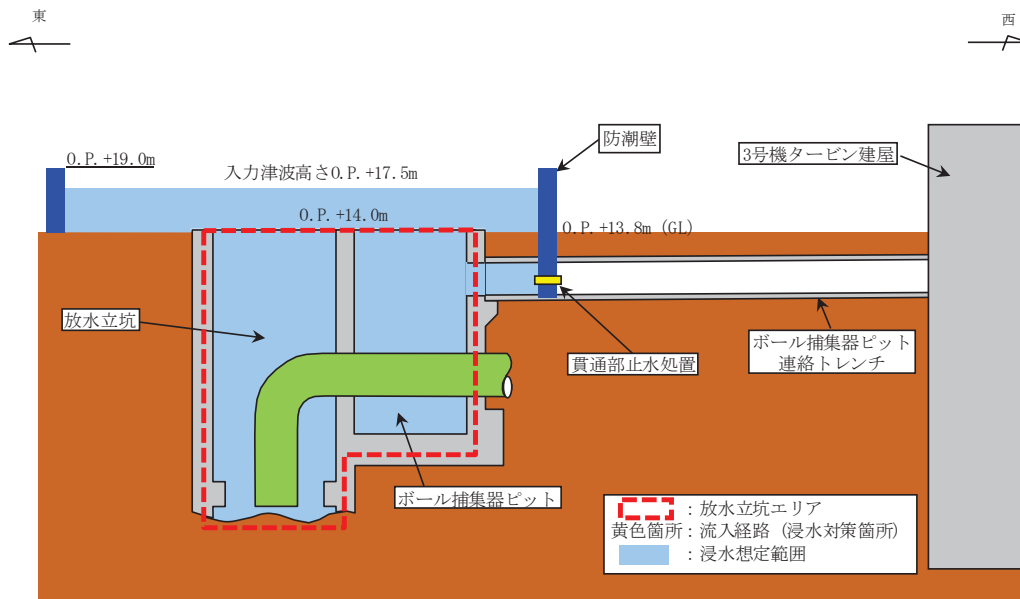 東
西
防潮壁
3号機タービン建屋
O.P.+19.0m
入力津波高さO.P.+17.5m
O.P.+14.0m
O.P.+13.8m (GL)
放水立坑
貫通部止水処置
ボール捕集器ピット
連絡トレンチ
ボール捕集器ピット
：放水立坑エリア
黄色箇所：流入経路（浸水対策箇所）
：浸水想定範囲